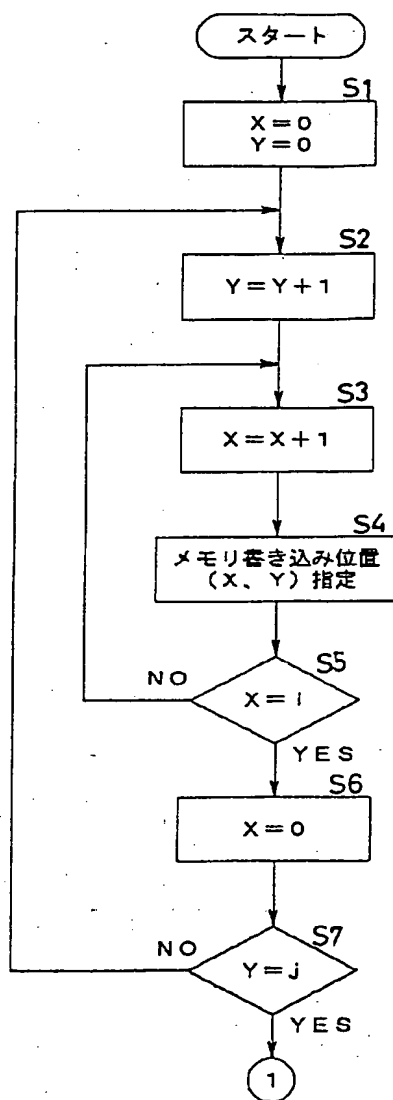 スタート
S1
X=0
Y=0
S2
Y=Y+1
S3
X=X+1
S4
メモリ書き込み位置
(X、Y)指定
S5
NO
X=i
YES
S6
X=0
S7
NO
Y=j
YES
1